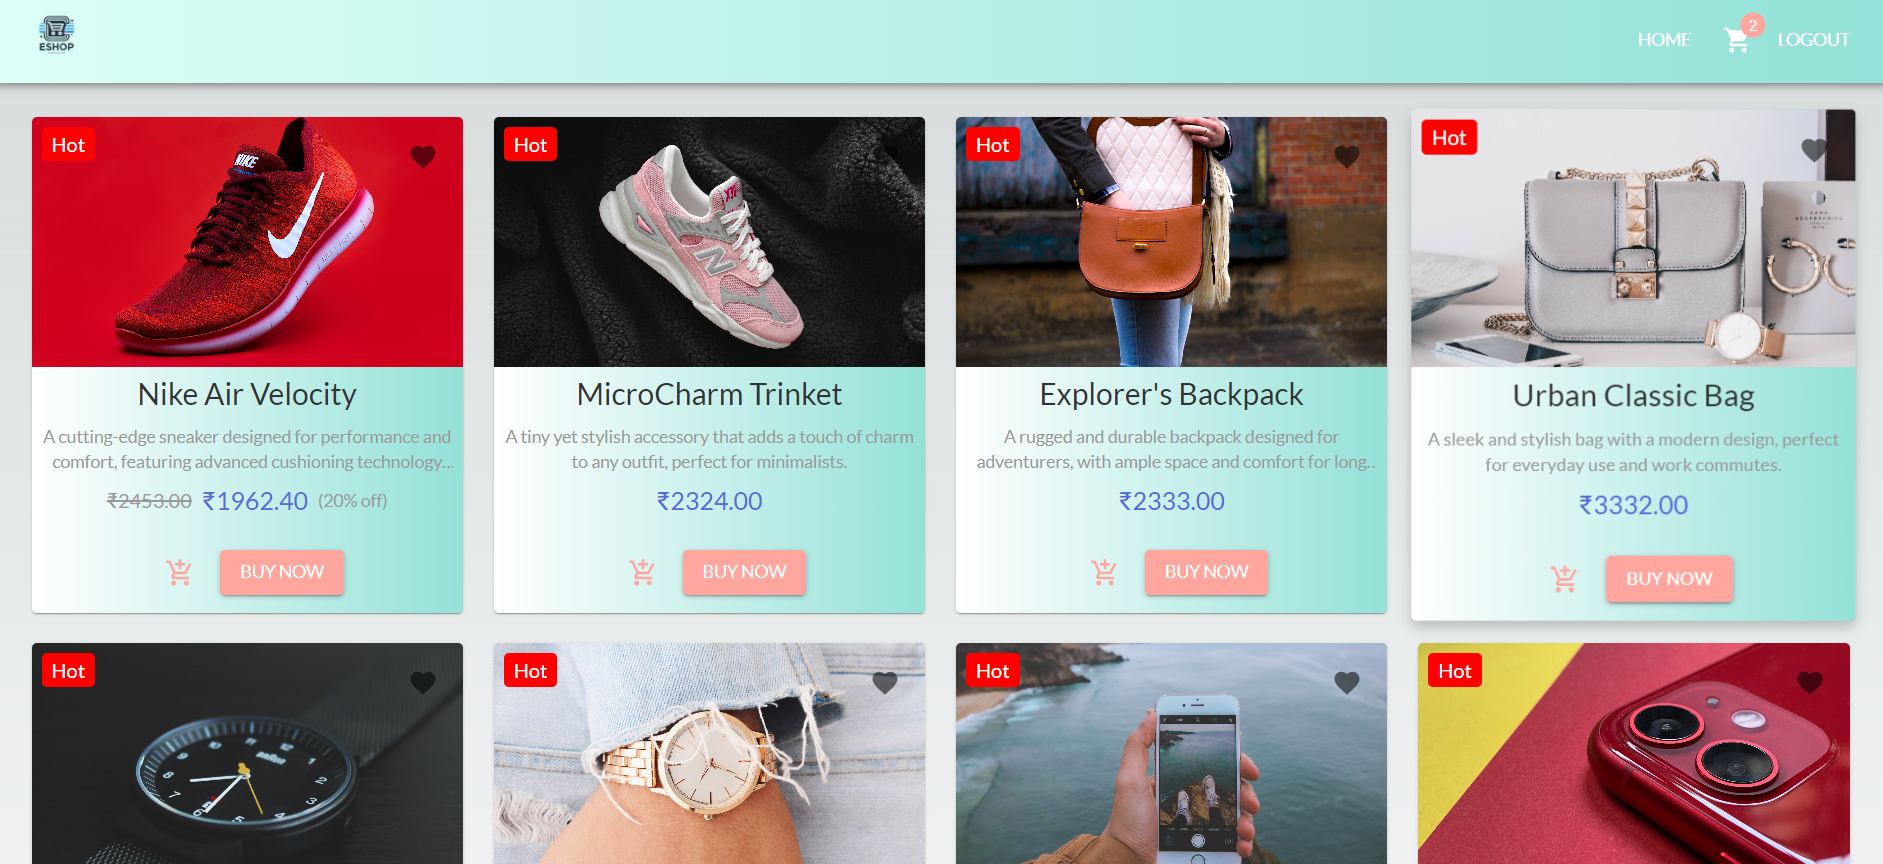 ESHOP
HOME
2
LOGOUT
Hot
NIKE
Hot
N
Hot
Hot
Nike Air Velocity
A cutting-edge sneaker designed for performance and
comfort, featuring advanced cushioning technology...
₹2453.00 ₹1962.40 (20% off)
BUY NOW
MicroCharm Trinket
A tiny yet stylish accessory that adds a touch of charm
to any outfit, perfect for minimalists.
₹2324.00
BUY NOW
Explorer's Backpack
A rugged and durable backpack designed for
adventurers, with ample space and comfort for long..
₹2333.00
BUY NOW
Urban Classic Bag
A sleek and stylish bag with a modern design, perfect
for everyday use and work commutes.
₹3332.00
BUY NOW
Hot
Hot
Hot
Hot